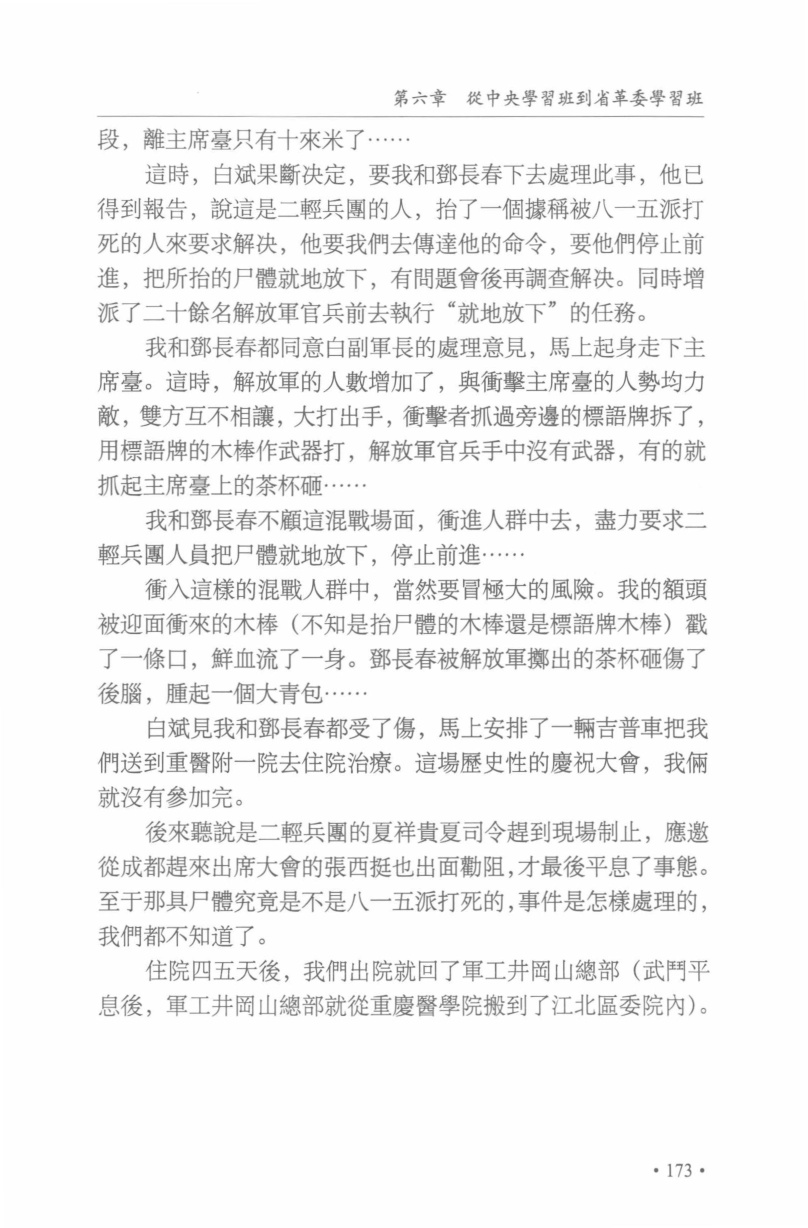 第六章　從中央學習班到省革委學習班
段，離主席臺只有十來米了⋯⋯
這時，白斌果斷决定，要我和鄧長春下去處理此事，他已
得到報告，說這是二輕兵團的人，抬了一個據稱被八一五派打
死的人來要求解决，他要我們去傳達他的命令，要他們停止前
進，把所抬的尸體就地放下，有問題會後再調查解决。同時增
派了二十餘名解放軍官兵前去執行“就地放下”的任務。
我和鄧長春都同意白副軍長的處理意見，馬上起身走下主
席臺。這時，解放軍的人數增加了，與衝擊主席臺的人勢均力
敵，雙方互不相讓，大打出手，衝擊者抓過旁邊的標語牌拆了，
用標語牌的木棒作武器打，解放軍官兵手中沒有武器，有的就
抓起主席臺上的茶杯砸⋯⋯
我和鄧長春不顧這混戰場面，衝進人群中去，盡力要求二
輕兵團人員把尸體就地放下，停止前進⋯⋯
衝入這樣的混戰人群中，當然要冒極大的風險。我的額頭
被迎面衝來的木棒（不知是抬尸體的木棒還是標語牌木棒）戳
了一條口，鮮血流了一身。鄧長春被解放軍擲出的茶杯砸傷了
後腦，腫起一個大青包⋯⋯
白斌見我和鄧長春都受了傷，馬上安排了一輛吉普車把我
們送到重醫附一院去住院治療。這場歷史性的慶祝大會，我倆
就沒有參加完。
後來聽說是二輕兵團的夏祥貴夏司令趕到現場制止，應邀
從成都趕來出席大會的張西挺也出面勸阻，才最後平息了事態。
至于那具尸體究竟是不是八一五派打死的，事件是怎樣處理的，
我們都不知道了。
住院四五天後，我們出院就回了軍工井岡山總部（武鬥平
息後，軍工井岡山總部就從重慶醫學院搬到了江北區委院內）。
• 173 •